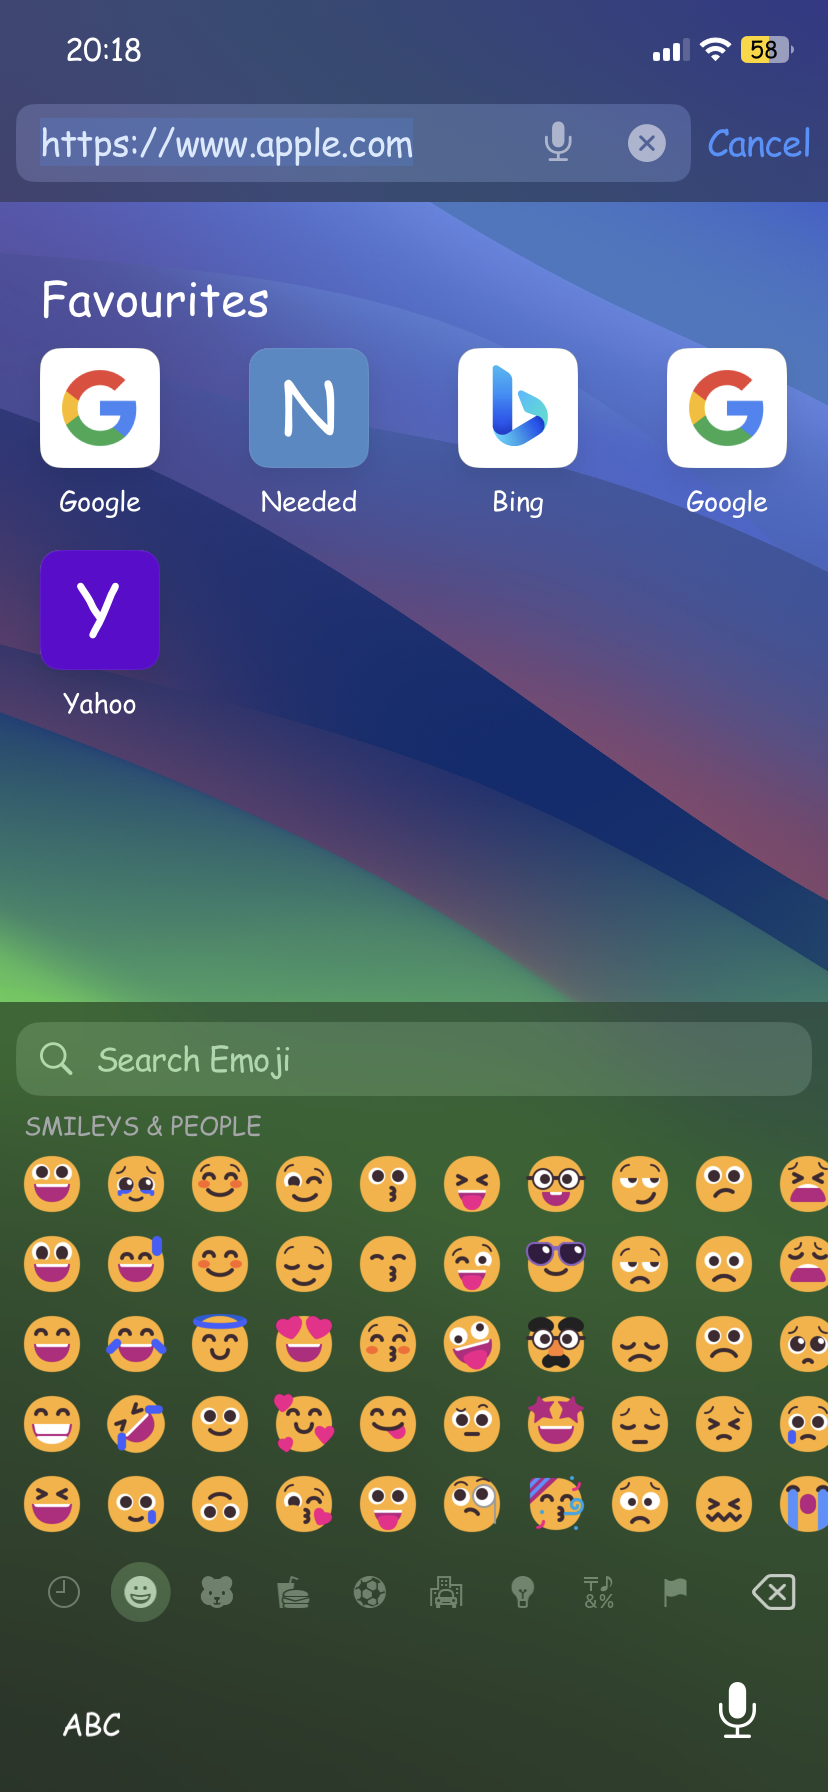 20:18
58
https://www.apple.com
Cancel
Favourites
N
Google
Needed
Bing
Google
y
Yahoo
Search Emoji
SMILEYS & PEOPLE
&%
ABC